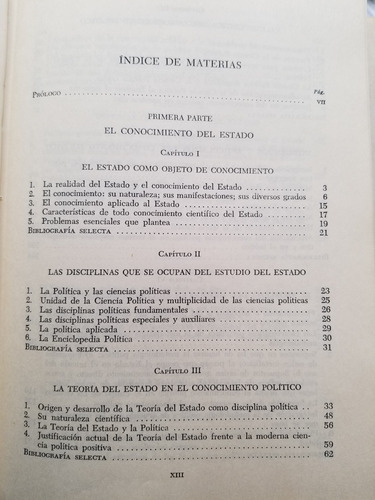 ÍNDICE DE MATERIAS
Pág.
PRÓLOGO VII
PRIMERA PARTE
EL CONOCIMIENTO DEL ESTADO
CAPÍTULO I
EL ESTADO COMO OBJETO DE CONOCIMIENTO
1. La realidad del Estado y el conocimiento del Estado 3
2. El conocimiento: su naturaleza; sus manifestaciones; sus diversos grados 6
3. El conocimiento aplicado al Estado 15
4. Características de todo conocimiento científico del Estado 17
5. Problemas esenciales que plantea 19
BIBLIOGRAFÍA SELECTA 21
CAPÍTULO II
LAS DISCIPLINAS QUE SE OCUPAN DEL ESTUDIO DEL ESTADO
1. La Política y las ciencias políticas 23
2. Unidad de la Ciencia Política y multiplicidad de las ciencias políticas 25
3. Las disciplinas políticas fundamentales 26
4. Las disciplinas políticas especiales y auxiliares 28
5. La política aplicada 29
6. La Enciclopedia Política 30
BIBLIOGRAFÍA SELECTA 31
CAPÍTULO III
LA TEORÍA DEL ESTADO EN EL CONOCIMIENTO POLÍTICO
1. Origen y desarrollo de la Teoría del Estado como disciplina política 33
2. Su naturaleza científica 48
3. La Teoría del Estado y la Política 56
4. Justificación actual de la Teoría del Estado frente a la moderna cien-
cia política positiva 59
BIBLIOGRAFÍA SELECTA 62
XIII